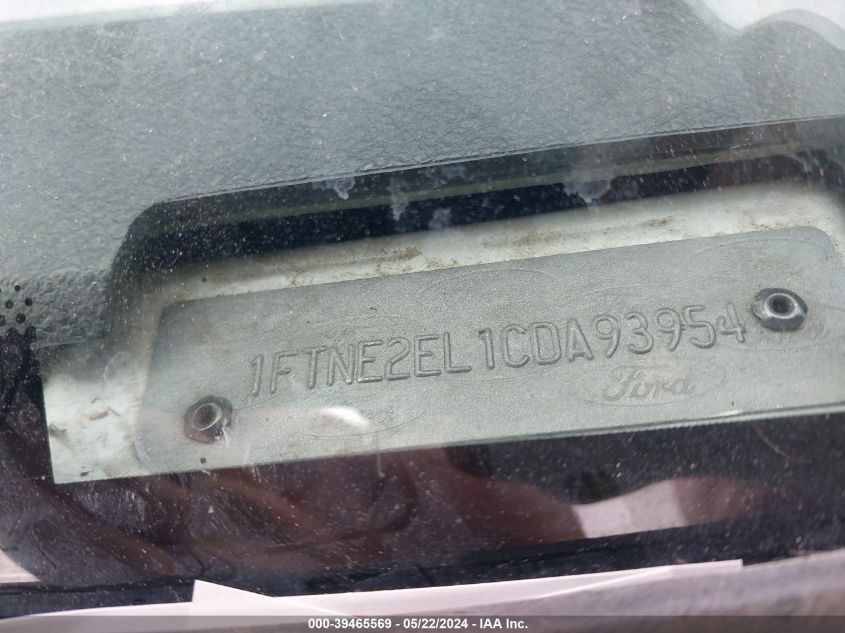 1FTNE2EL1CDA93954
Ford
000-39465569 - 05/22/2024 - IAA Inc.